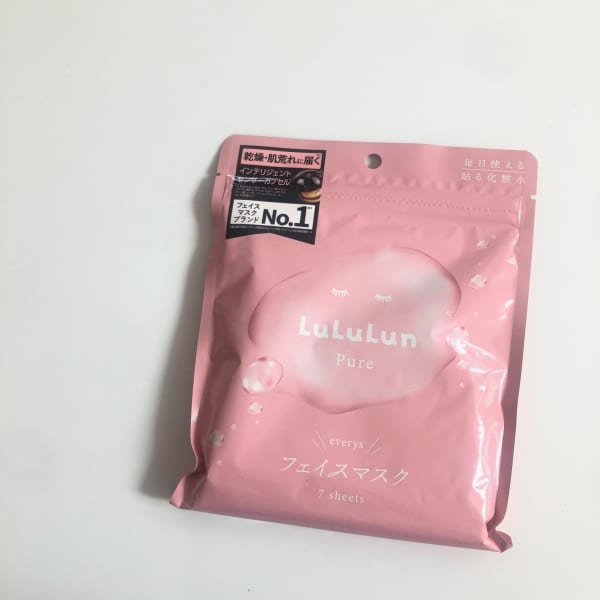 乾燥・肌荒れに届く
インテリジェント
センサーカプセル
フェイス
マスク
ブランド
No.1
毎日使える
貼る化粧水
LuLuLun
Pure
everys
フェイスマスク
7 sheets